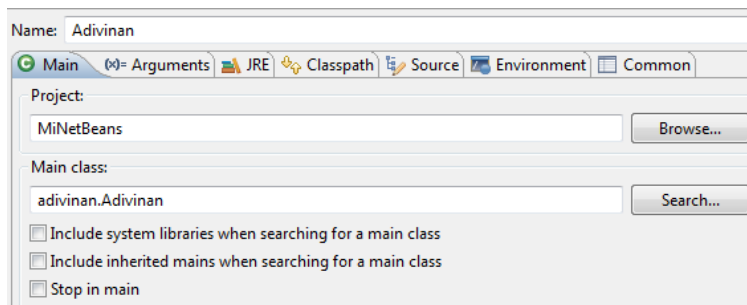 Name: Adivinan
Main (x)= Arguments JRE Classpath Source Environment Common
Project:
MiNetBeans Browse...
Main class:
adivinan.Adivinan Search...
Include system libraries when searching for a main class
Include inherited mains when searching for a main class
Stop in main